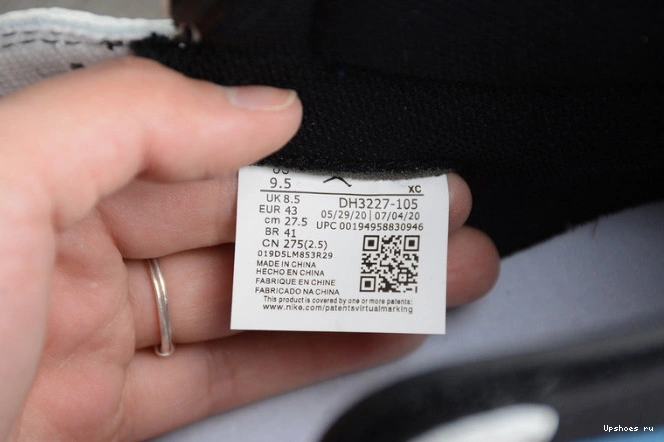 US
9.5
XC
UK 8.5
DH3227-105
EUR 43
05/29/20 | 07/04/20
cm 27.5
UPC 00194958830946
BR 41
CN 275(2.5)
019D5LM853R29
MADE IN CHINA
HECHO EN CHINA
FABRIQUE EN CHINE
FABRICADO NA CHINA
This product is covered by one or more patents:
www.nike.com/patentsvirtualmarking
Upshoes ru